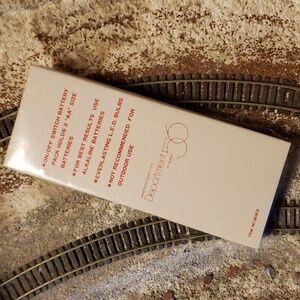 *ON/OFF SWITCH BATTERY
PACK HOLDS 2 "AA" SIZE
BATTERIES
*FOR BEST RESULTS USE
ALKALINE BATTERIES
*EVERLASTING L.E.D. BULBS
*NOT RECOMMENDED FOR
OUTDOOR USE
Department 56